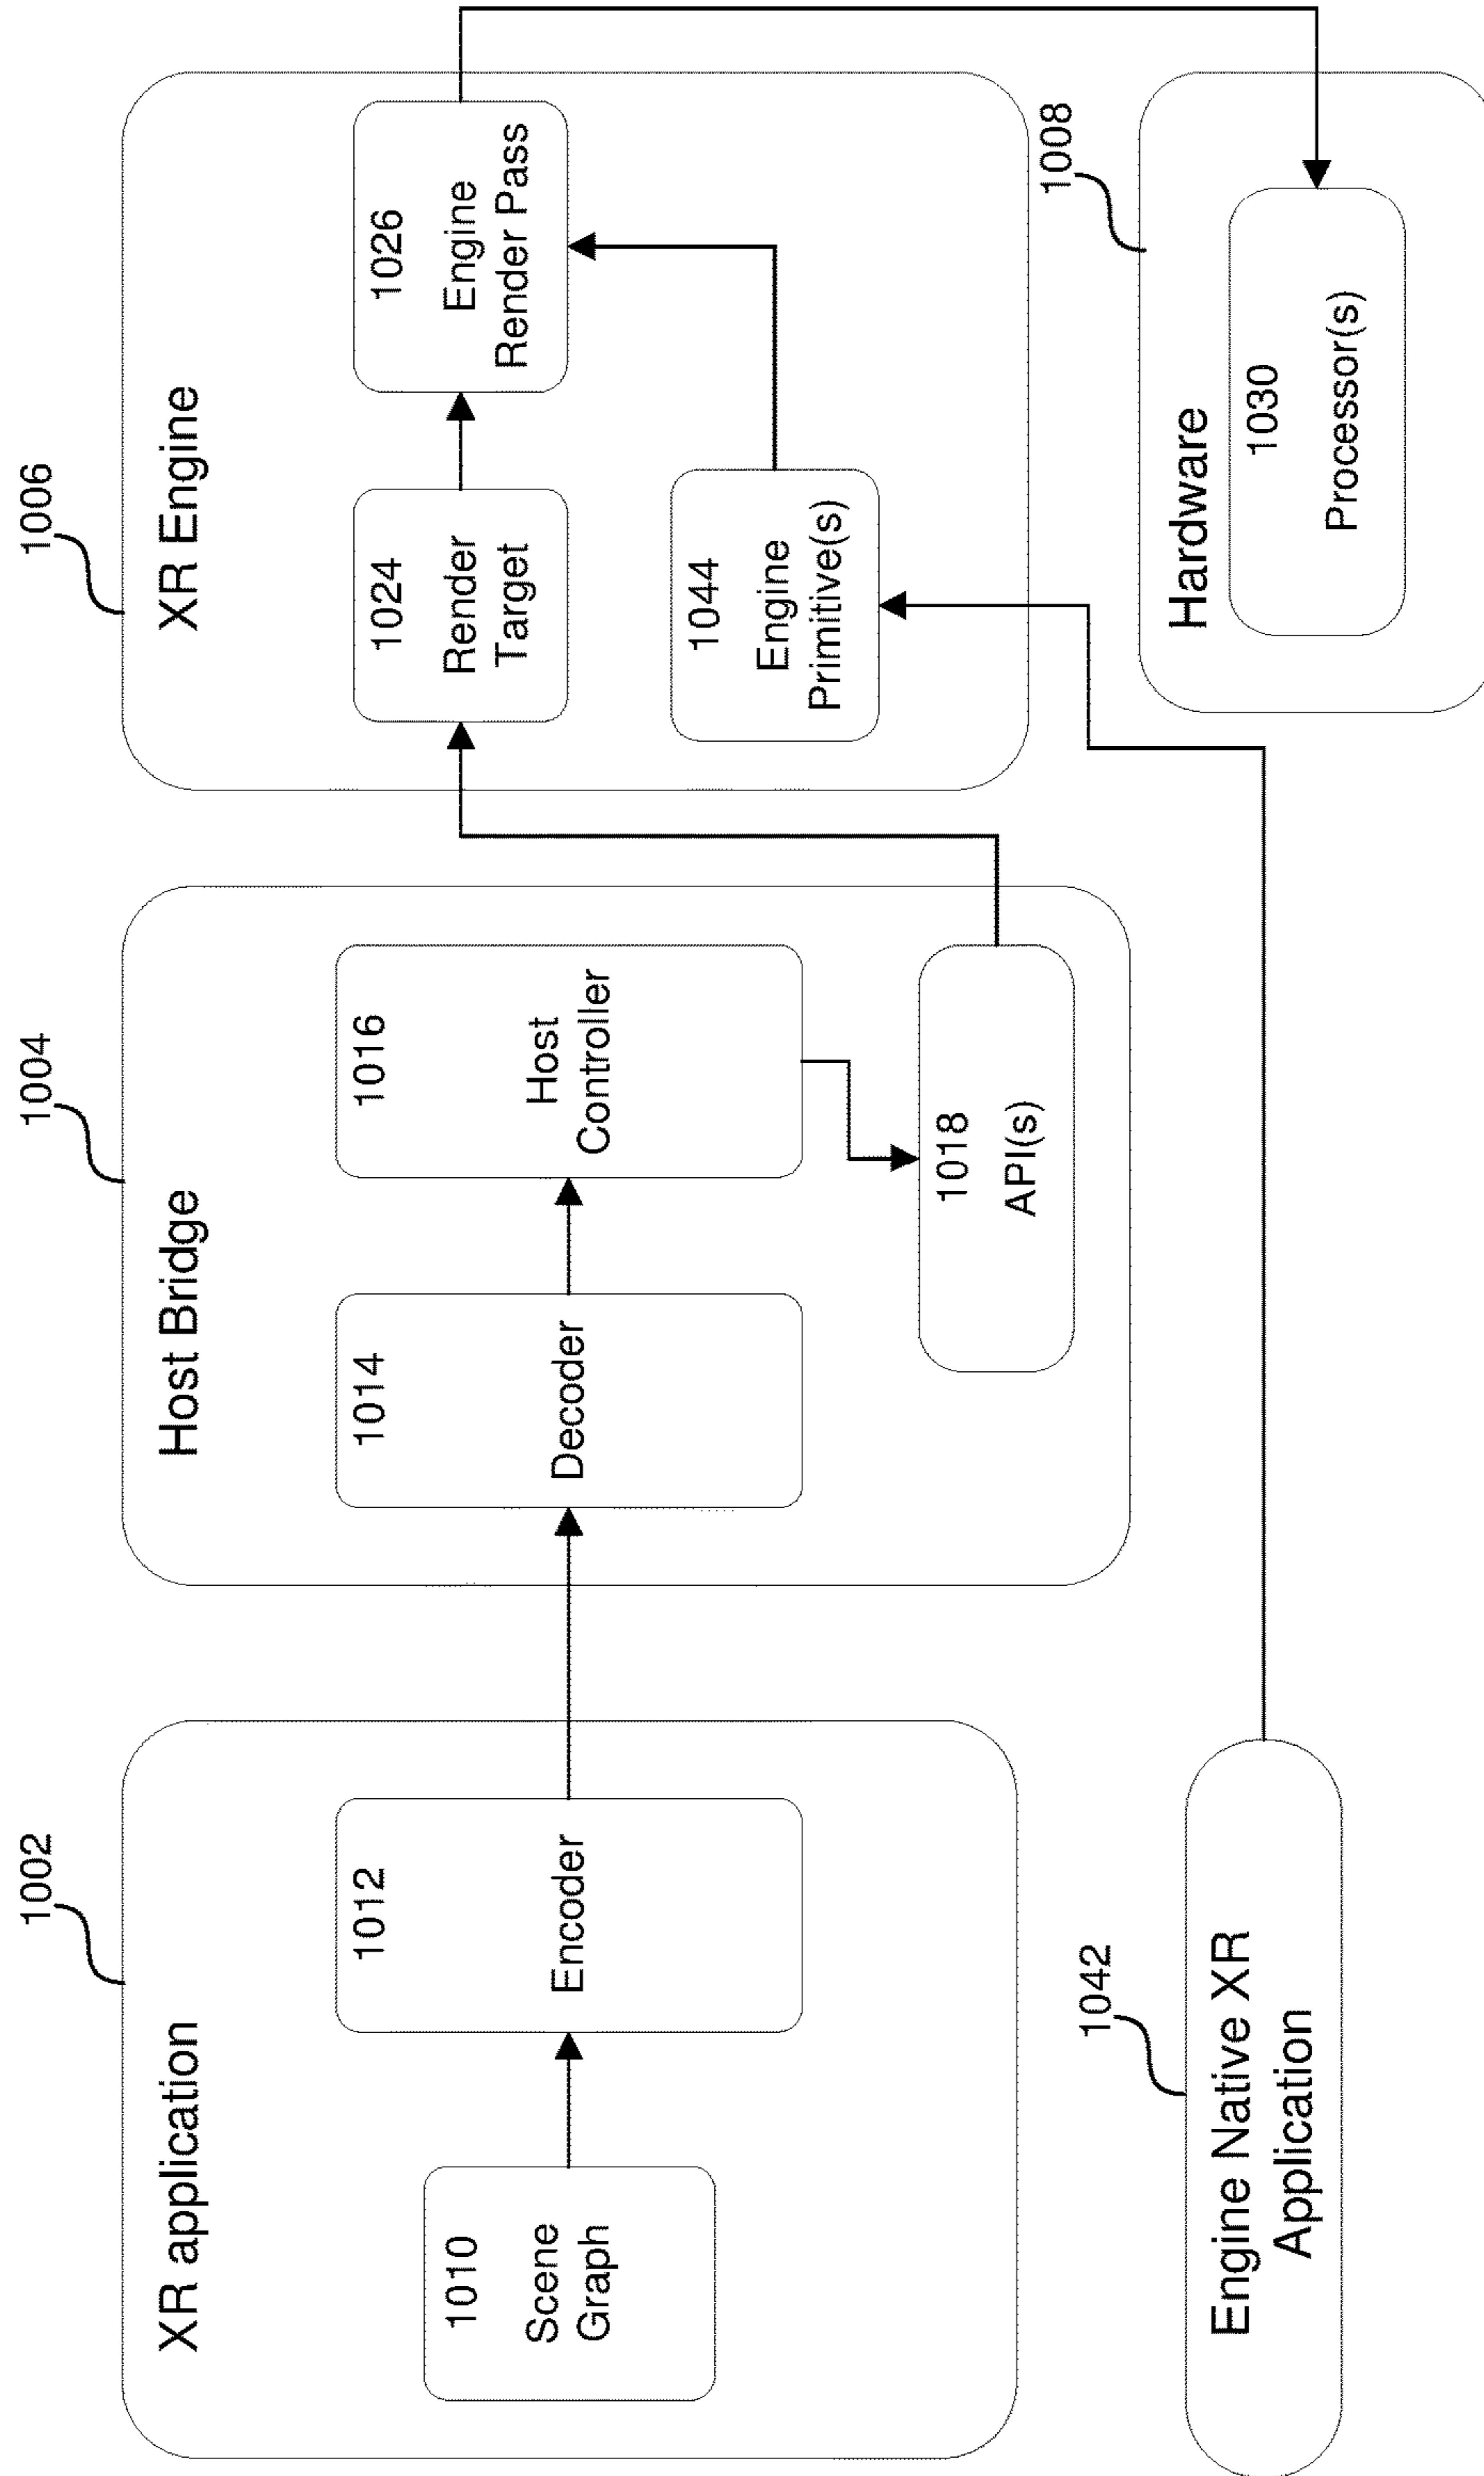 1002
XR application
1010
Scene
Graph
1012
Encoder
1004
Host Bridge
1014
Decoder
1016
Host
Controller
1018
API(s)
1006
XR Engine
1024
Render
Target
1026
Engine
Render Pass
1044
Engine
Primitive(s)
1042
Engine Native XR
Application
1008
Hardware
1030
Processor(s)